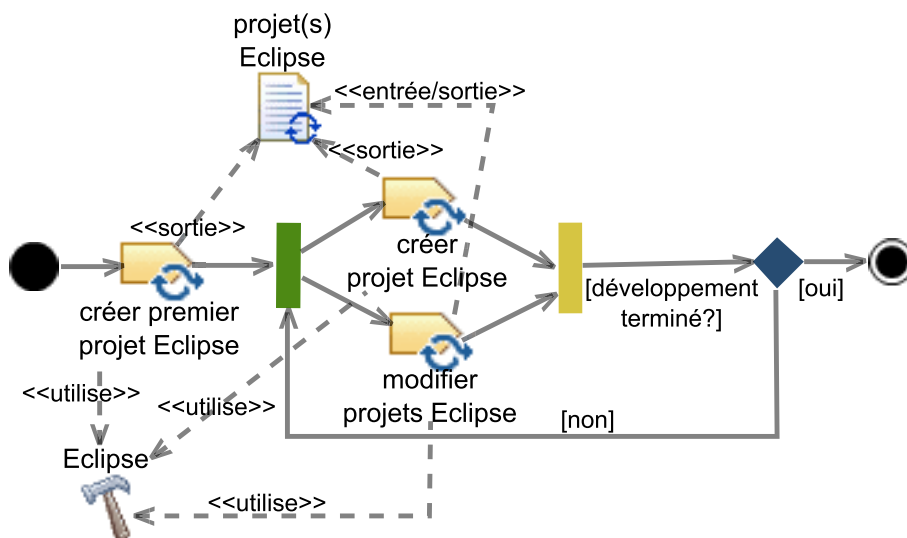 projet(s)
Eclipse
<<entrée/sortie>>
<<sortie>>
<<sortie>>
créer
projet Eclipse
créer premier
projet Eclipse
[développement
terminé?]
[oui]
modifier
projets Eclipse
<<utilise>>
<<utilise>>
[non]
Eclipse
<<utilise>>